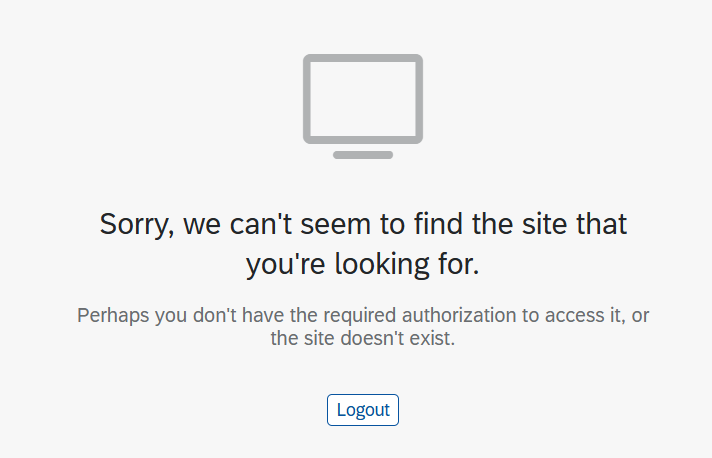 Sorry, we can't seem to find the site that
you're looking for.
Perhaps you don't have the required authorization to access it, or
the site doesn't exist.
Logout